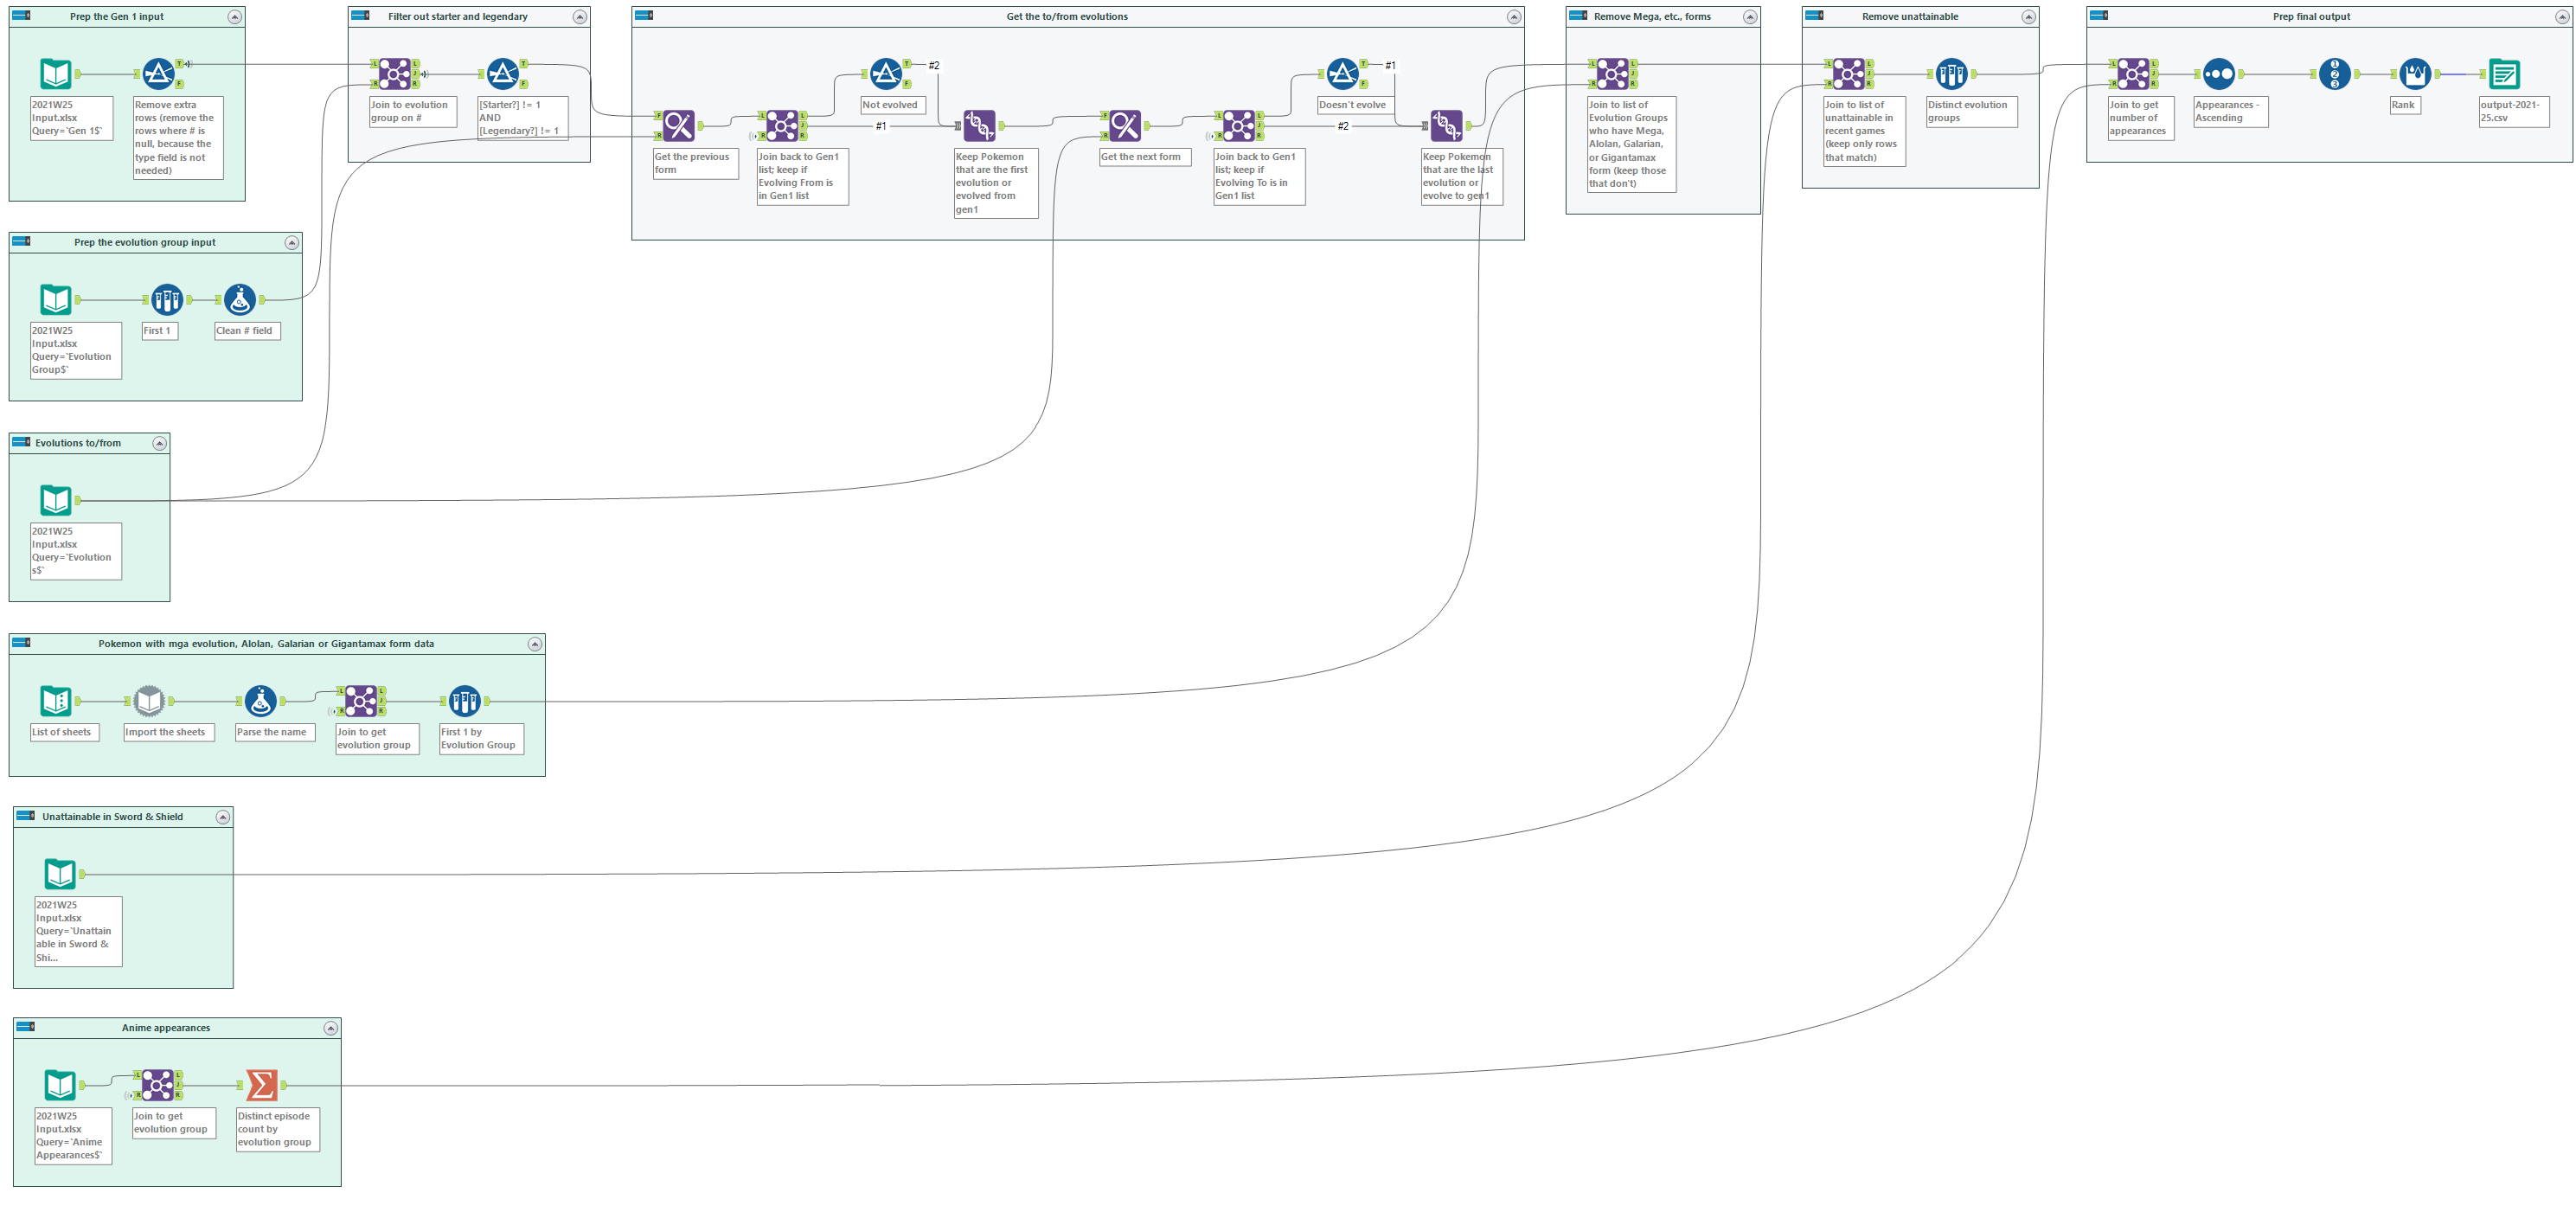 Prep the Gen 1 input
2021W25
Input.xlsx
Query=`Gen 1$`
Remove extra
rows (remove the
rows where # is
null, because the
type field is not
needed)
Filter out starter and legendary
Join to evolution
group on #
[Starter?] != 1
AND
[Legendary?] != 1
Get the to/from evolutions
Get the previous
form
Join back to Gen1
list; keep if
Evolving From is
in Gen1 list
Not evolved
#2
#1
Keep Pokemon
that are the first
evolution or
evolved from
gen1
Get the next form
Join back to Gen1
list; keep if
Evolving To is in
Gen1 list
Doesn't evolve
#1
#2
Keep Pokemon
that are the last
evolution or
evolve to gen1
Remove Mega, etc., forms
Join to list of
Evolution Groups
who have Mega,
Alolan, Galarian,
or Gigantamax
form (keep those
that don't)
Remove unattainable
Join to list of
unattainable in
recent games
(keep only rows
that match)
Distinct evolution
groups
Prep final output
Join to get
number of
appearances
Appearances -
Ascending
Rank
output-2021-
25.csv
Prep the evolution group input
2021W25
Input.xlsx
Query=`Evolution
Group$`
First 1
Clean # field
Evolutions to/from
2021W25
Input.xlsx
Query=`Evolution
s$`
Pokemon with mga evolution, Alolan, Galarian or Gigantamax form data
List of sheets
Import the sheets
Parse the name
Join to get
evolution group
First 1 by
Evolution Group
Unattainable in Sword & Shield
2021W25
Input.xlsx
Query=`Unattain
able in Sword &
Shi...
Anime appearances
2021W25
Input.xlsx
Query=`Anime
Appearances$`
Join to get
evolution group
Distinct episode
count by
evolution group